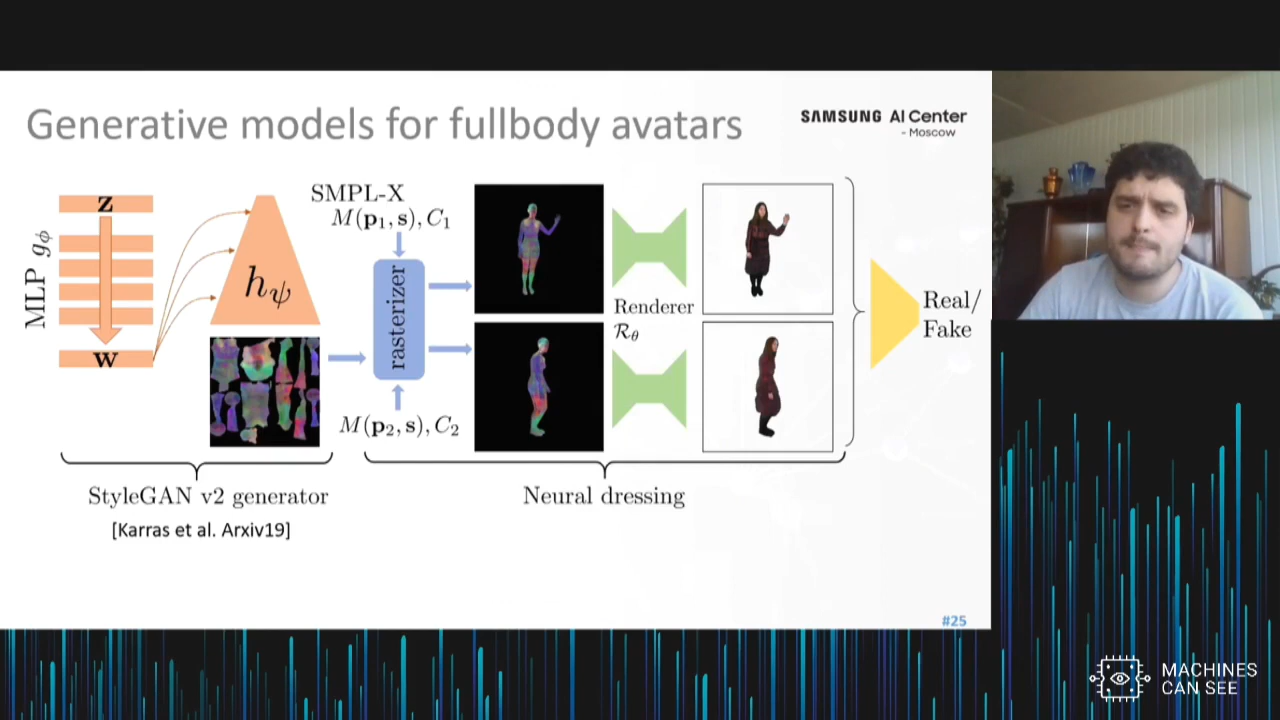 Generative models for fullbody avatars
SAMSUNG AI Center
- Moscow
z
MLP gϕ
w
hψ
SMPL-X
M(p₁, s), C₁
rasterizer
M(p₂, s), C₂
Renderer
ℛθ
Real/
Fake
StyleGAN v2 generator
[Karras et al. Arxiv19]
Neural dressing
#25
MACHINES
CAN SEE